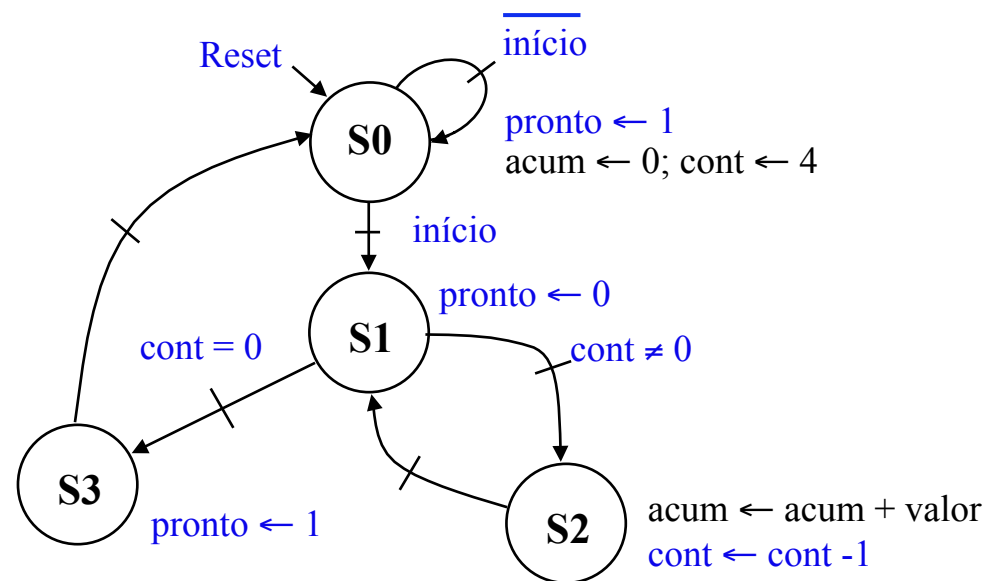 início
Reset
S0
pronto ← 1
acum ← 0; cont ← 4
início
pronto ← 0
S1
cont = 0
cont ≠ 0
S3
pronto ← 1
S2
acum ← acum + valor
cont ← cont -1